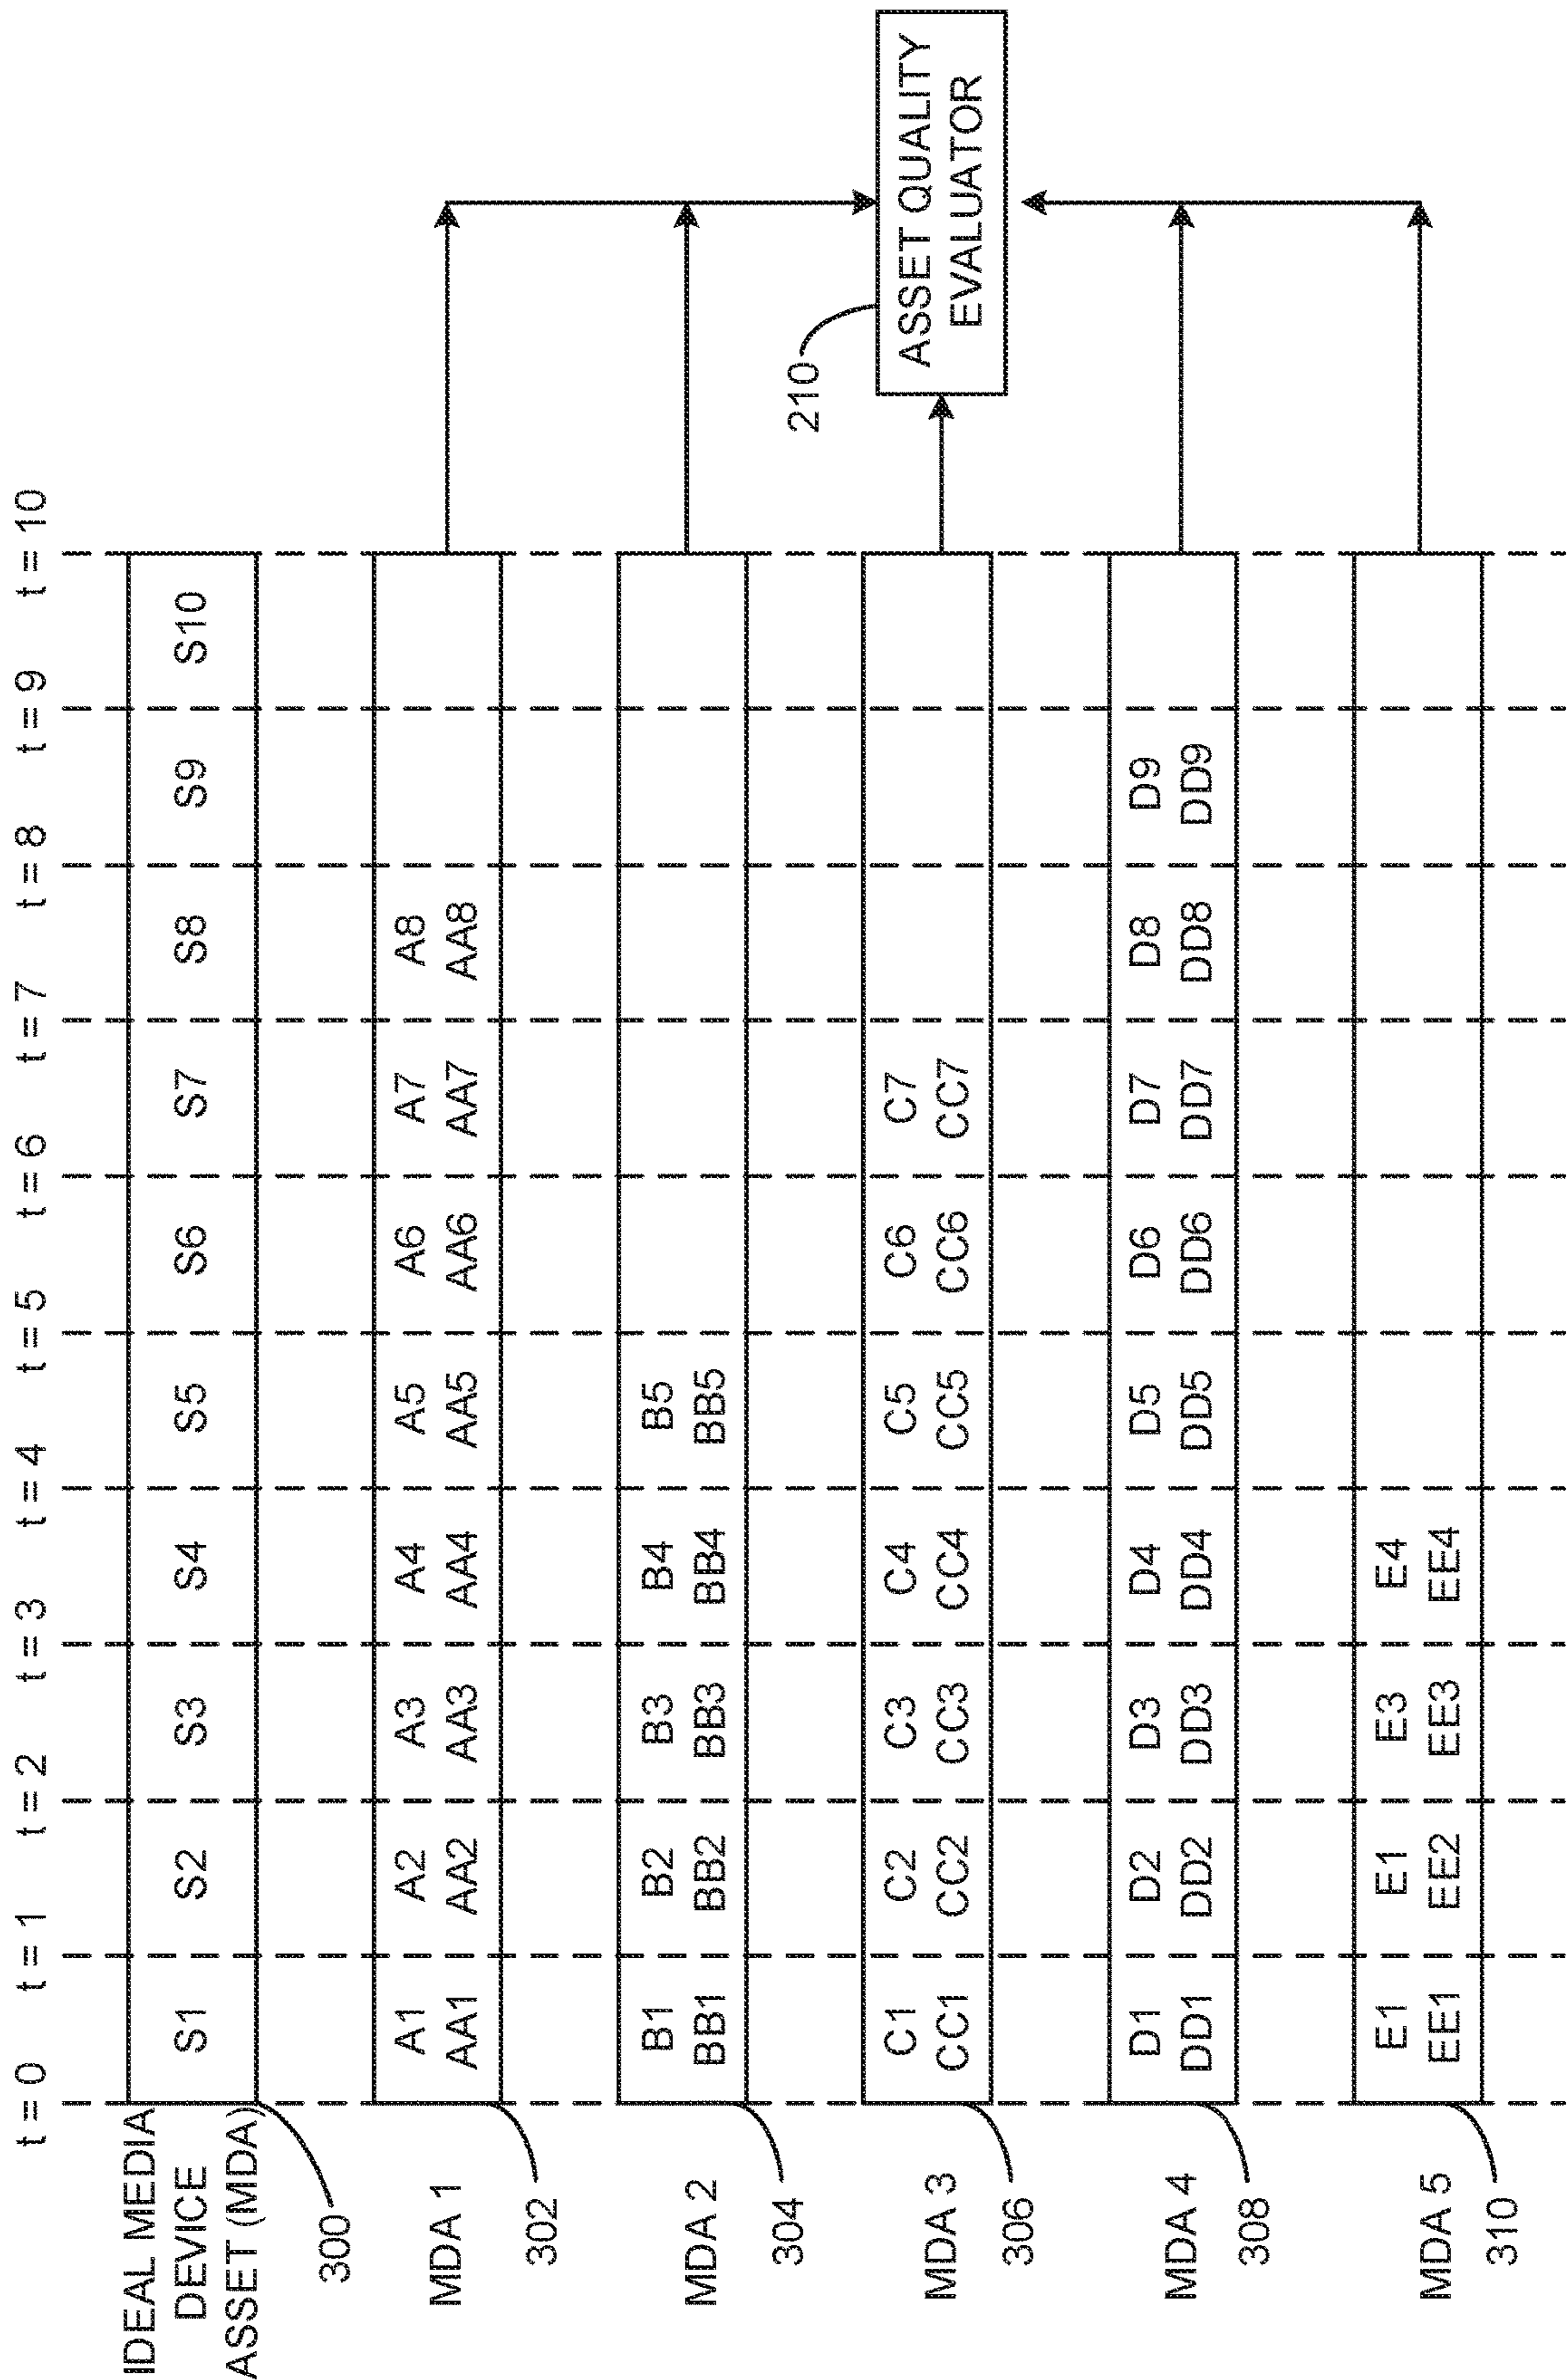 t = 0 t = 1 t = 2 t = 3 t = 4 t = 5 t = 6 t = 7 t = 8 t = 9 t = 10
IDEAL MEDIA
DEVICE
ASSET (MDA)
300
S1 S2 S3 S4 S5 S6 S7 S8 S9 S10
MDA 1
302
A1 A2 A3 A4 A5 A6 A7 A8
AA1 AA2 AA3 AA4 AA5 AA6 AA7 AA8
MDA 2
304
B1 B2 B3 B4 B5
BB1 BB2 BB3 BB4 BB5
MDA 3
306
C1 C2 C3 C4 C5 C6 C7
CC1 CC2 CC3 CC4 CC5 CC6 CC7
MDA 4
308
D1 D2 D3 D4 D5 D6 D7 D8 D9
DD1 DD2 DD3 DD4 DD5 DD6 DD7 DD8 DD9
MDA 5
310
E1 E1 E3 E4
EE1 EE2 EE3 EE4
210
ASSET QUALITY
EVALUATOR